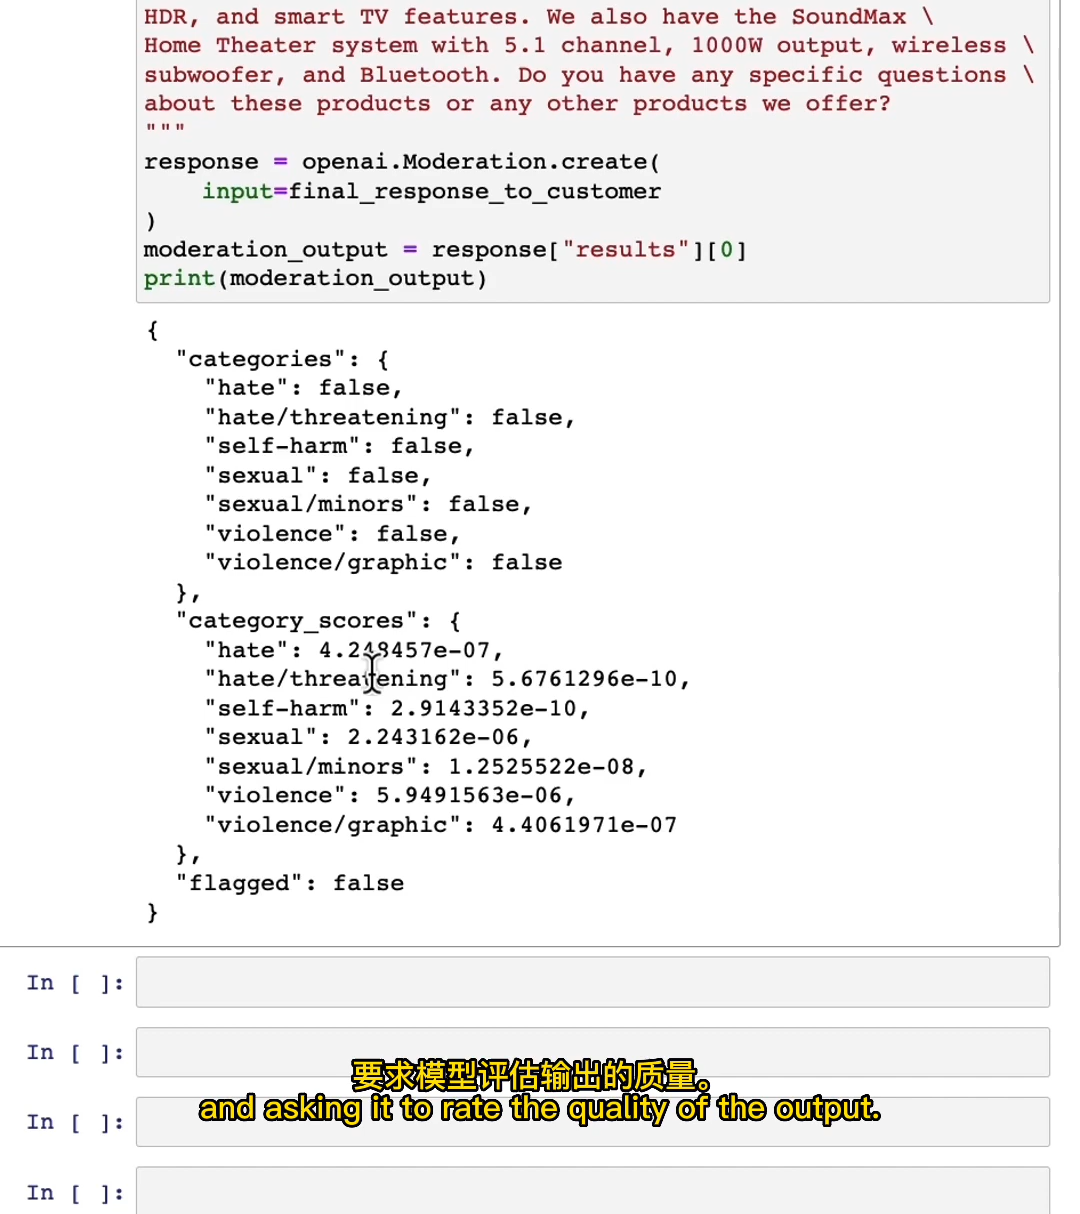 HDR, and smart TV features. We also have the SoundMax \
Home Theater system with 5.1 channel, 1000W output, wireless \
subwoofer, and Bluetooth. Do you have any specific questions \
about these products or any other products we offer?
"""
response = openai.Moderation.create(
    input=final_response_to_customer
)
moderation_output = response["results"][0]
print(moderation_output)
{
  "categories": {
    "hate": false,
    "hate/threatening": false,
    "self-harm": false,
    "sexual": false,
    "sexual/minors": false,
    "violence": false,
    "violence/graphic": false
  },
  "category_scores": {
    "hate": 4.248457e-07,
    "hate/threatening": 5.6761296e-10,
    "self-harm": 2.9143352e-10,
    "sexual": 2.243162e-06,
    "sexual/minors": 1.2525522e-08,
    "violence": 5.9491563e-06,
    "violence/graphic": 4.4061971e-07
  },
  "flagged": false
}
In [ ]:
In [ ]:
要求模型评估输出的质量。
and asking it to rate the quality of the output.
In [ ]:
In [ ]: